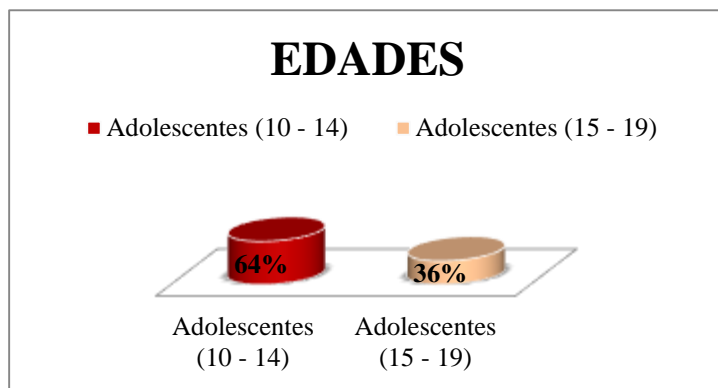 EDADES
Adolescentes (10 - 14) Adolescentes (15 - 19)
64% 36%
Adolescentes
(10 - 14)
Adolescentes
(15 - 19)